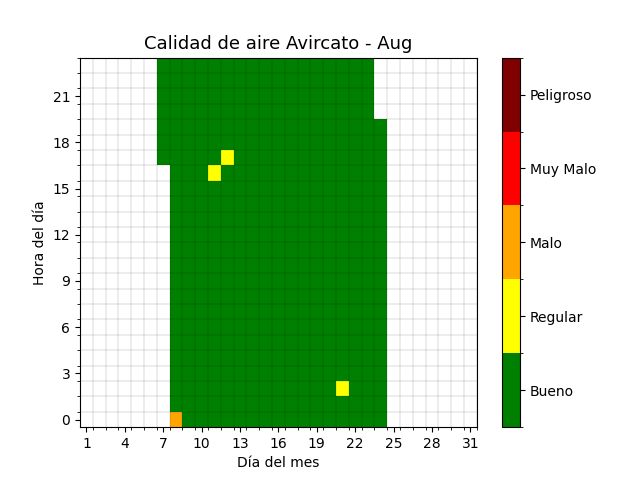 Calidad de aire Avircato - Aug
Hora del día
21
18
15
12
9
6
3
0
1 4 7 10 13 16 19 22 25 28 31
Día del mes
Peligroso
Muy Malo
Malo
Regular
Bueno